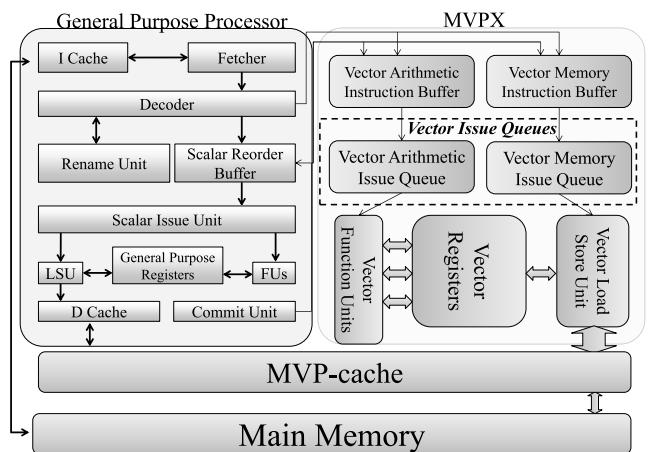 General Purpose Processor
MVPX
I Cache
Fetcher
Decoder
Rename Unit
Scalar Reorder
Buffer
Scalar Issue Unit
LSU
General Purpose
Registers
FUs
D Cache
Commit Unit
Vector Arithmetic
Instruction Buffer
Vector Memory
Instruction Buffer
Vector Issue Queues
Vector Arithmetic
Issue Queue
Vector Memory
Issue Queue
Vector
Function Units
Vector
Registers
Vector Load
Store Unit
MVP-cache
Main Memory